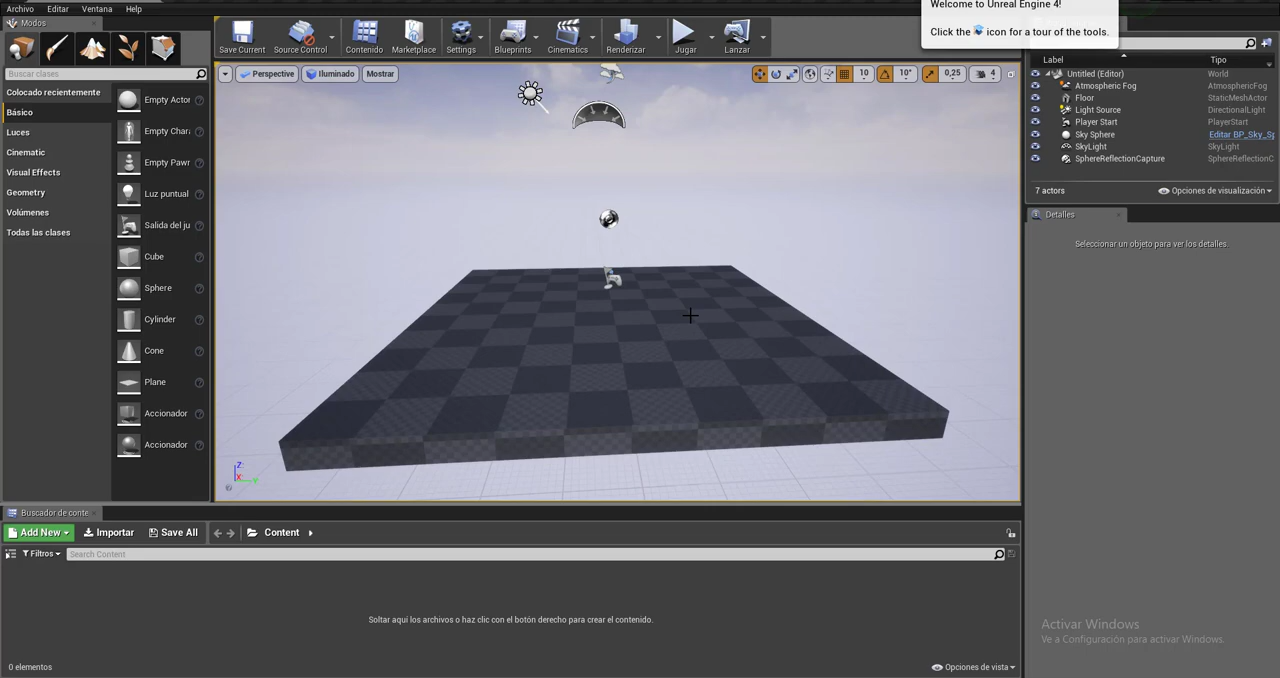 Archivo Editar Ventana Help
Welcome to Unreal Engine 4!
Click the icon for a tour of the tools.
Modos
Save Current Source Control Contenido Marketplace Settings Blueprints Cinematics Renderizar Jugar Lanzar
Buscar clases
Colocado recientemente
Básico
Luces
Cinematic
Visual Effects
Geometry
Volúmenes
Todas las clases
Empty Actor
Empty Chara
Empty Pawn
Luz puntual
Salida del ju
Cube
Sphere
Cylinder
Cone
Plane
Accionador
Accionador
Perspective Iluminado Mostrar
10 10° 0,25 4
Z
X
Y
Label Tipo
Untitled (Editor) World
Atmospheric Fog AtmosphericFog
Floor StaticMeshActor
Light Source DirectionalLight
Player Start PlayerStart
Sky Sphere Editar BP_Sky_Sp
SkyLight SkyLight
SphereReflectionCapture SphereReflectionC
7 actors Opciones de visualización
Detalles
Seleccionar un objeto para ver los detalles.
Buscador de conte
Add New Importar Save All Content
Filtros Search Content
Soltar aquí los archivos o haz clic con el botón derecho para crear el contenido.
0 elementos Opciones de vista
Activar Windows
Ve a Configuración para activar Windows.